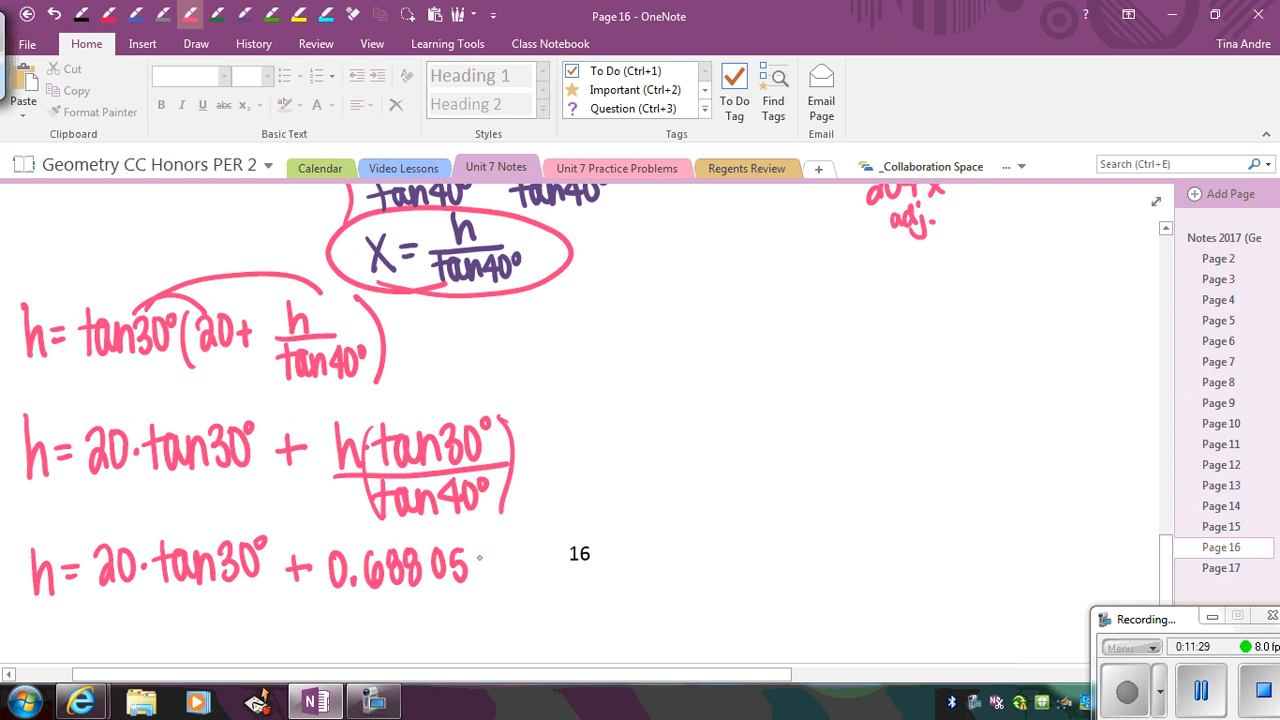 Page 16 - OneNote
?
File Home Insert Draw History Review View Learning Tools Class Notebook
Tina Andre
Paste
Cut
Copy
Format Painter
Clipboard
B I U abc x₂ A
Basic Text
Heading 1
Heading 2
Styles
To Do (Ctrl+1)
Important (Ctrl+2)
? Question (Ctrl+3)
Tags
To Do Tag
Find Tags
Email Page
Email
Geometry CC Honors PER 2
Calendar Video Lessons Unit 7 Notes Unit 7 Practice Problems Regents Review + _Collaboration Space ...
Search (Ctrl+E)
Add Page
Notes 2017 (Ge
Page 2
Page 3
Page 4
Page 5
Page 6
Page 7
Page 8
Page 9
Page 10
Page 11
Page 12
Page 13
Page 14
Page 15
Page 16
Page 17
tan40° tan40°
20+ x
adj.
x = h/tan40°
h = tan30°(20 + h/tan40°)
h = 20·tan30° + h(tan30°/tan40°)
h = 20·tan30° + 0.68805
16
Recording...
Menu
0:11:29
8.0 fp